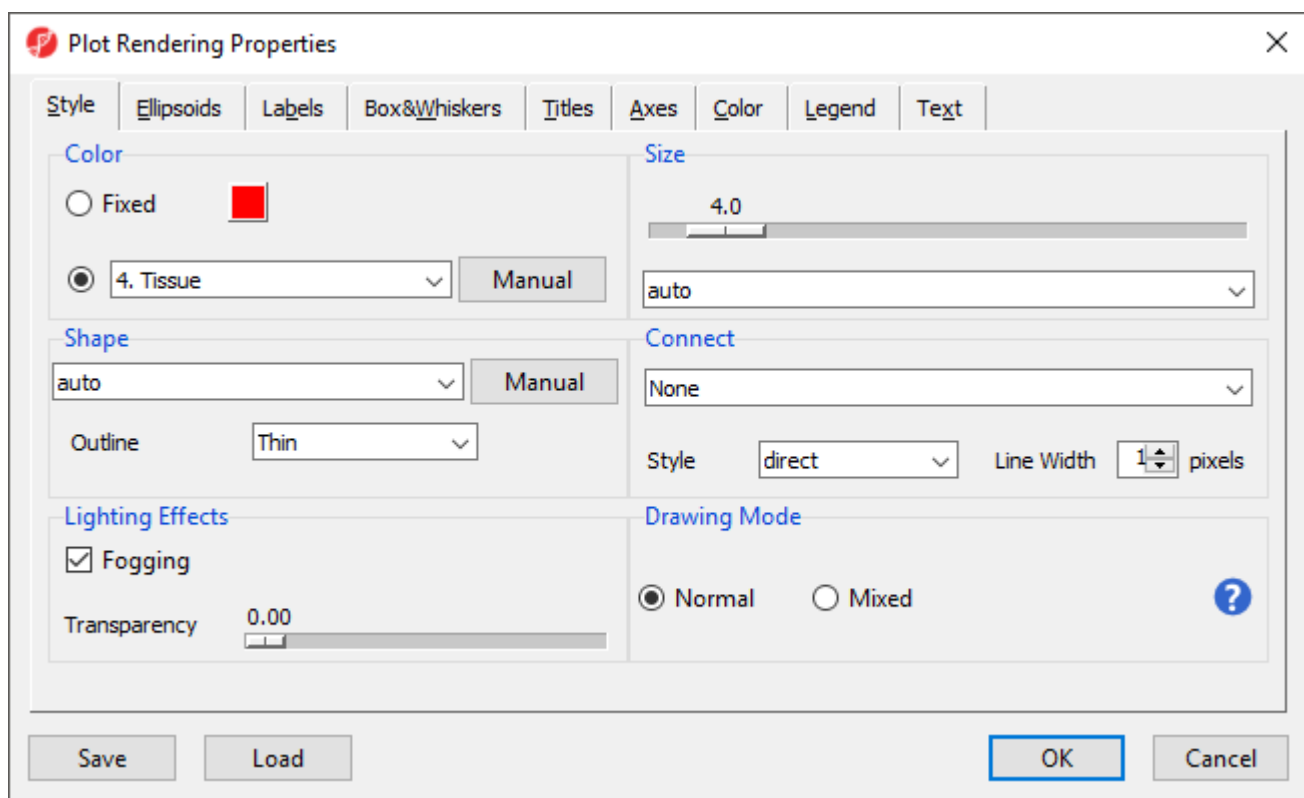 Plot Rendering Properties
Style Ellipsoids Labels Box&Whiskers Titles Axes Color Legend Text
Color
Fixed
4. Tissue Manual
Size
4.0
auto
Shape
auto Manual
Outline Thin
Connect
None
Style direct Line Width 1 pixels
Lighting Effects
Fogging
Transparency 0.00
Drawing Mode
Normal Mixed ?
Save Load OK Cancel